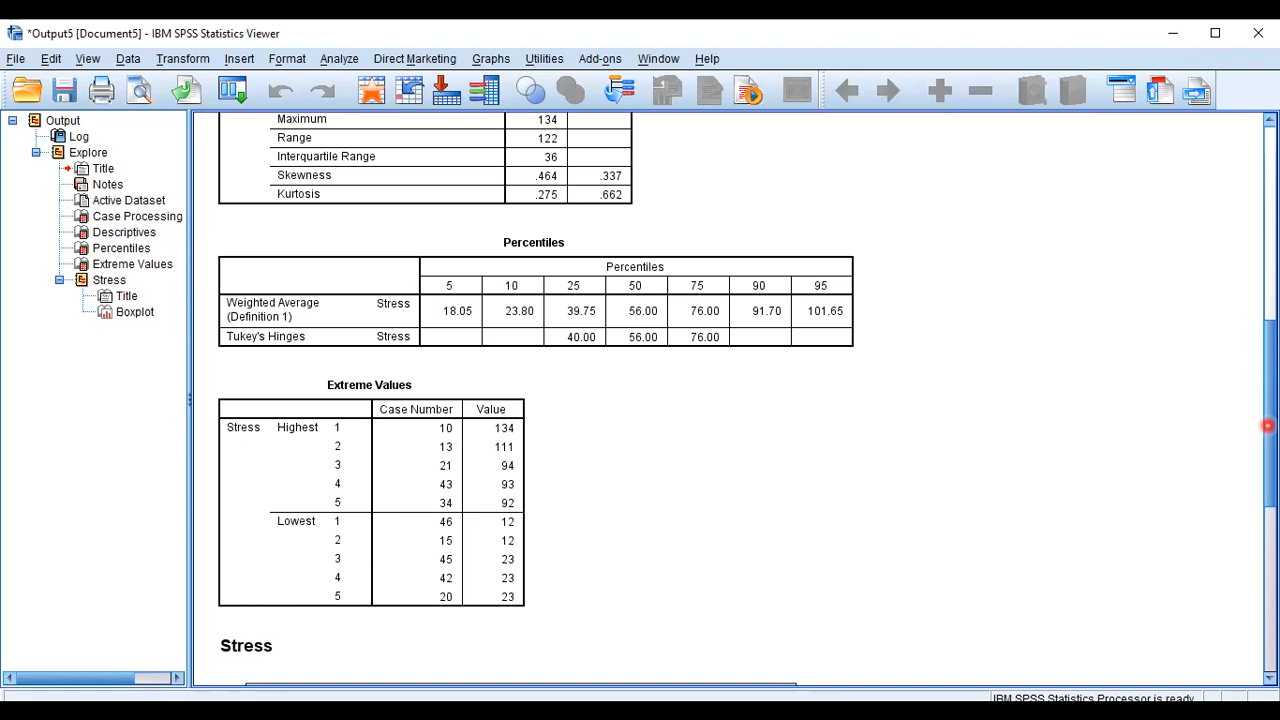 *Output5 [Document5] - IBM SPSS Statistics Viewer
File Edit View Data Transform Insert Format Analyze Direct Marketing Graphs Utilities Add-ons Window Help
Output
Log
Explore
Title
Notes
Active Dataset
Case Processing
Descriptives
Percentiles
Extreme Values
Stress
Title
Boxplot
Maximum 134
Range 122
Interquartile Range 36
Skewness .464 .337
Kurtosis .275 .662
Percentiles
Percentiles
5 10 25 50 75 90 95
Weighted Average (Definition 1) Stress 18.05 23.80 39.75 56.00 76.00 91.70 101.65
Tukey's Hinges Stress 40.00 56.00 76.00
Extreme Values
Case Number Value
Stress Highest 1 10 134
2 13 111
3 21 94
4 43 93
5 34 92
Lowest 1 46 12
2 15 12
3 45 23
4 42 23
5 20 23
Stress
IBM SPSS Statistics Processor is ready